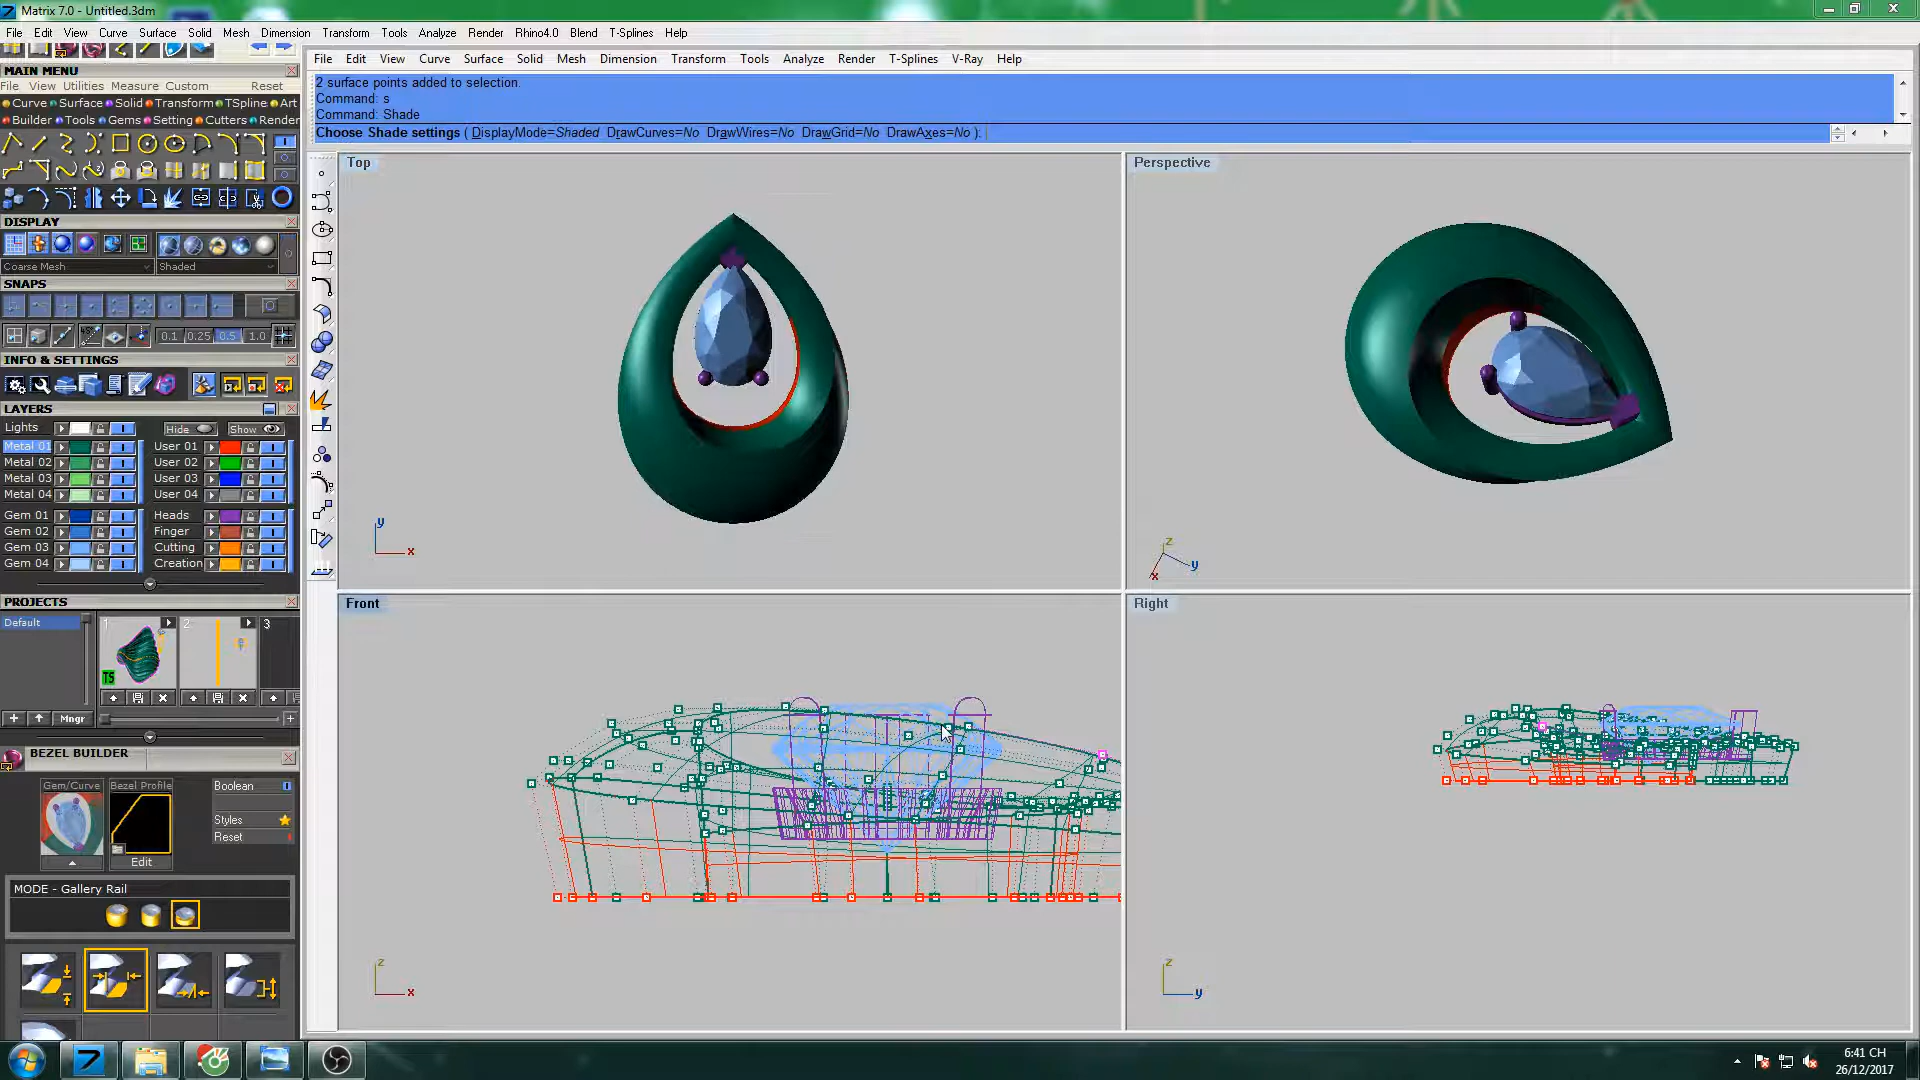 Matrix 7.0 - Untitled.3dm
File Edit View Curve Surface Solid Mesh Dimension Transform Tools Analyze Render Rhino4.0 Blend T-Splines Help
File Edit View Curve Surface Solid Mesh Dimension Transform Tools Analyze Render T-Splines V-Ray Help
2 surface points added to selection.
Command: s
Command: Shade
Choose Shade settings ( DisplayMode=Shaded DrawCurves=No DrawWires=No DrawGrid=No DrawAxes=No ):
MAIN MENU
File View Utilities Measure Custom Reset
Curve Surface Solid Transform TSpline Art
Builder Tools Gems Setting Cutters Render
DISPLAY
Coarse Mesh Shaded
SNAPS
0.1 0.25 0.5 1.0
INFO & SETTINGS
LAYERS
Lights Hide Show
Metal 01 User 01
Metal 02 User 02
Metal 03 User 03
Metal 04 User 04
Gem 01 Heads
Gem 02 Finger
Gem 03 Cutting
Gem 04 Creation
PROJECTS
Default 1 2 3
TS
Mngr
BEZEL BUILDER
Gem/Curve Bezel Profile Boolean
Styles
Reset
Edit
MODE - Gallery Rail
Top
y
x
Perspective
z
y
x
Front
z
x
Right
z
y
6:41 CH
26/12/2017